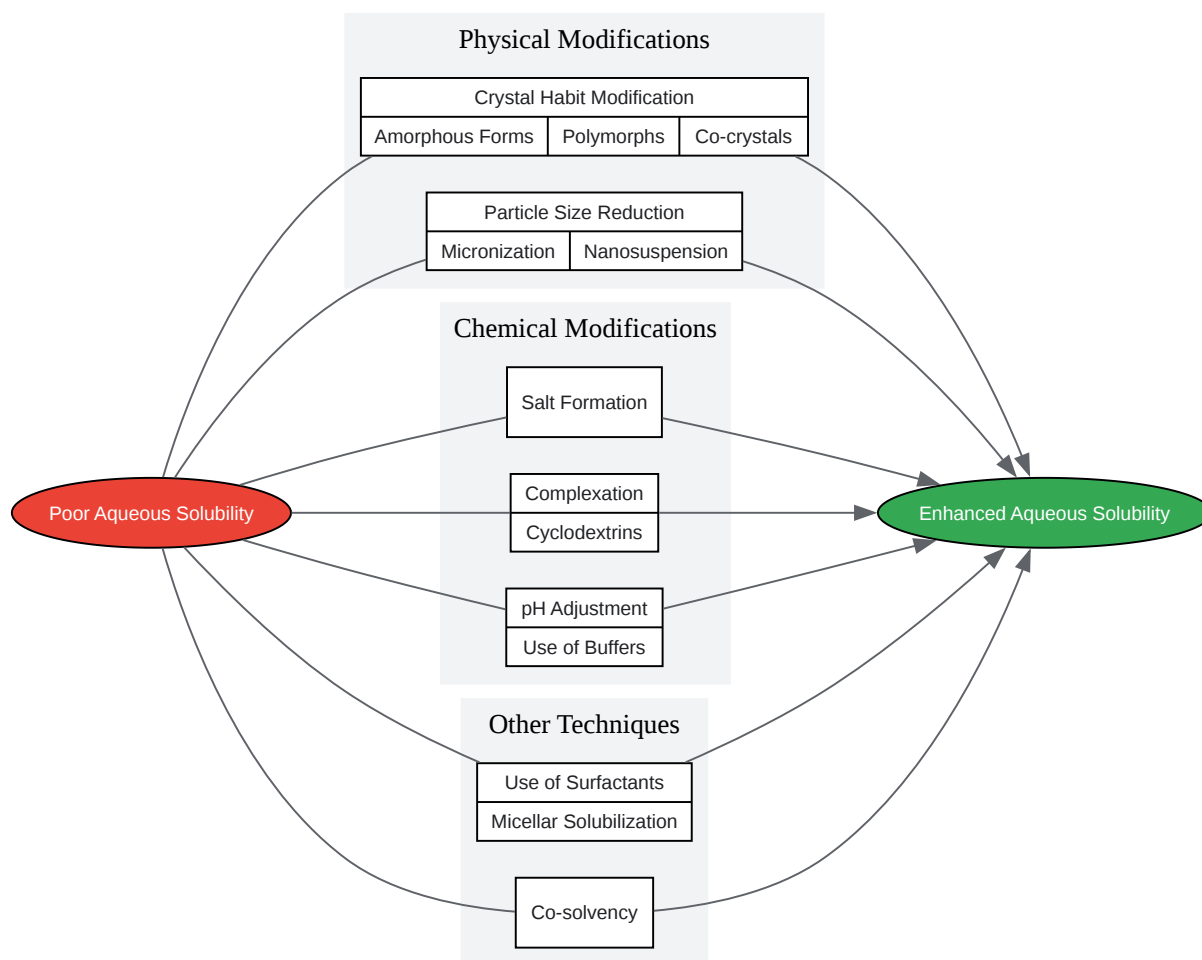 Physical Modifications
Crystal Habit Modification
Amorphous Forms
Polymorphs
Co-crystals
Particle Size Reduction
Micronization
Nanosuspension
Chemical Modifications
Salt Formation
Poor Aqueous Solubility
Complexation
Cyclodextrins
Enhanced Aqueous Solubility
pH Adjustment
Use of Buffers
Other Techniques
Use of Surfactants
Micellar Solubilization
Co-solvency